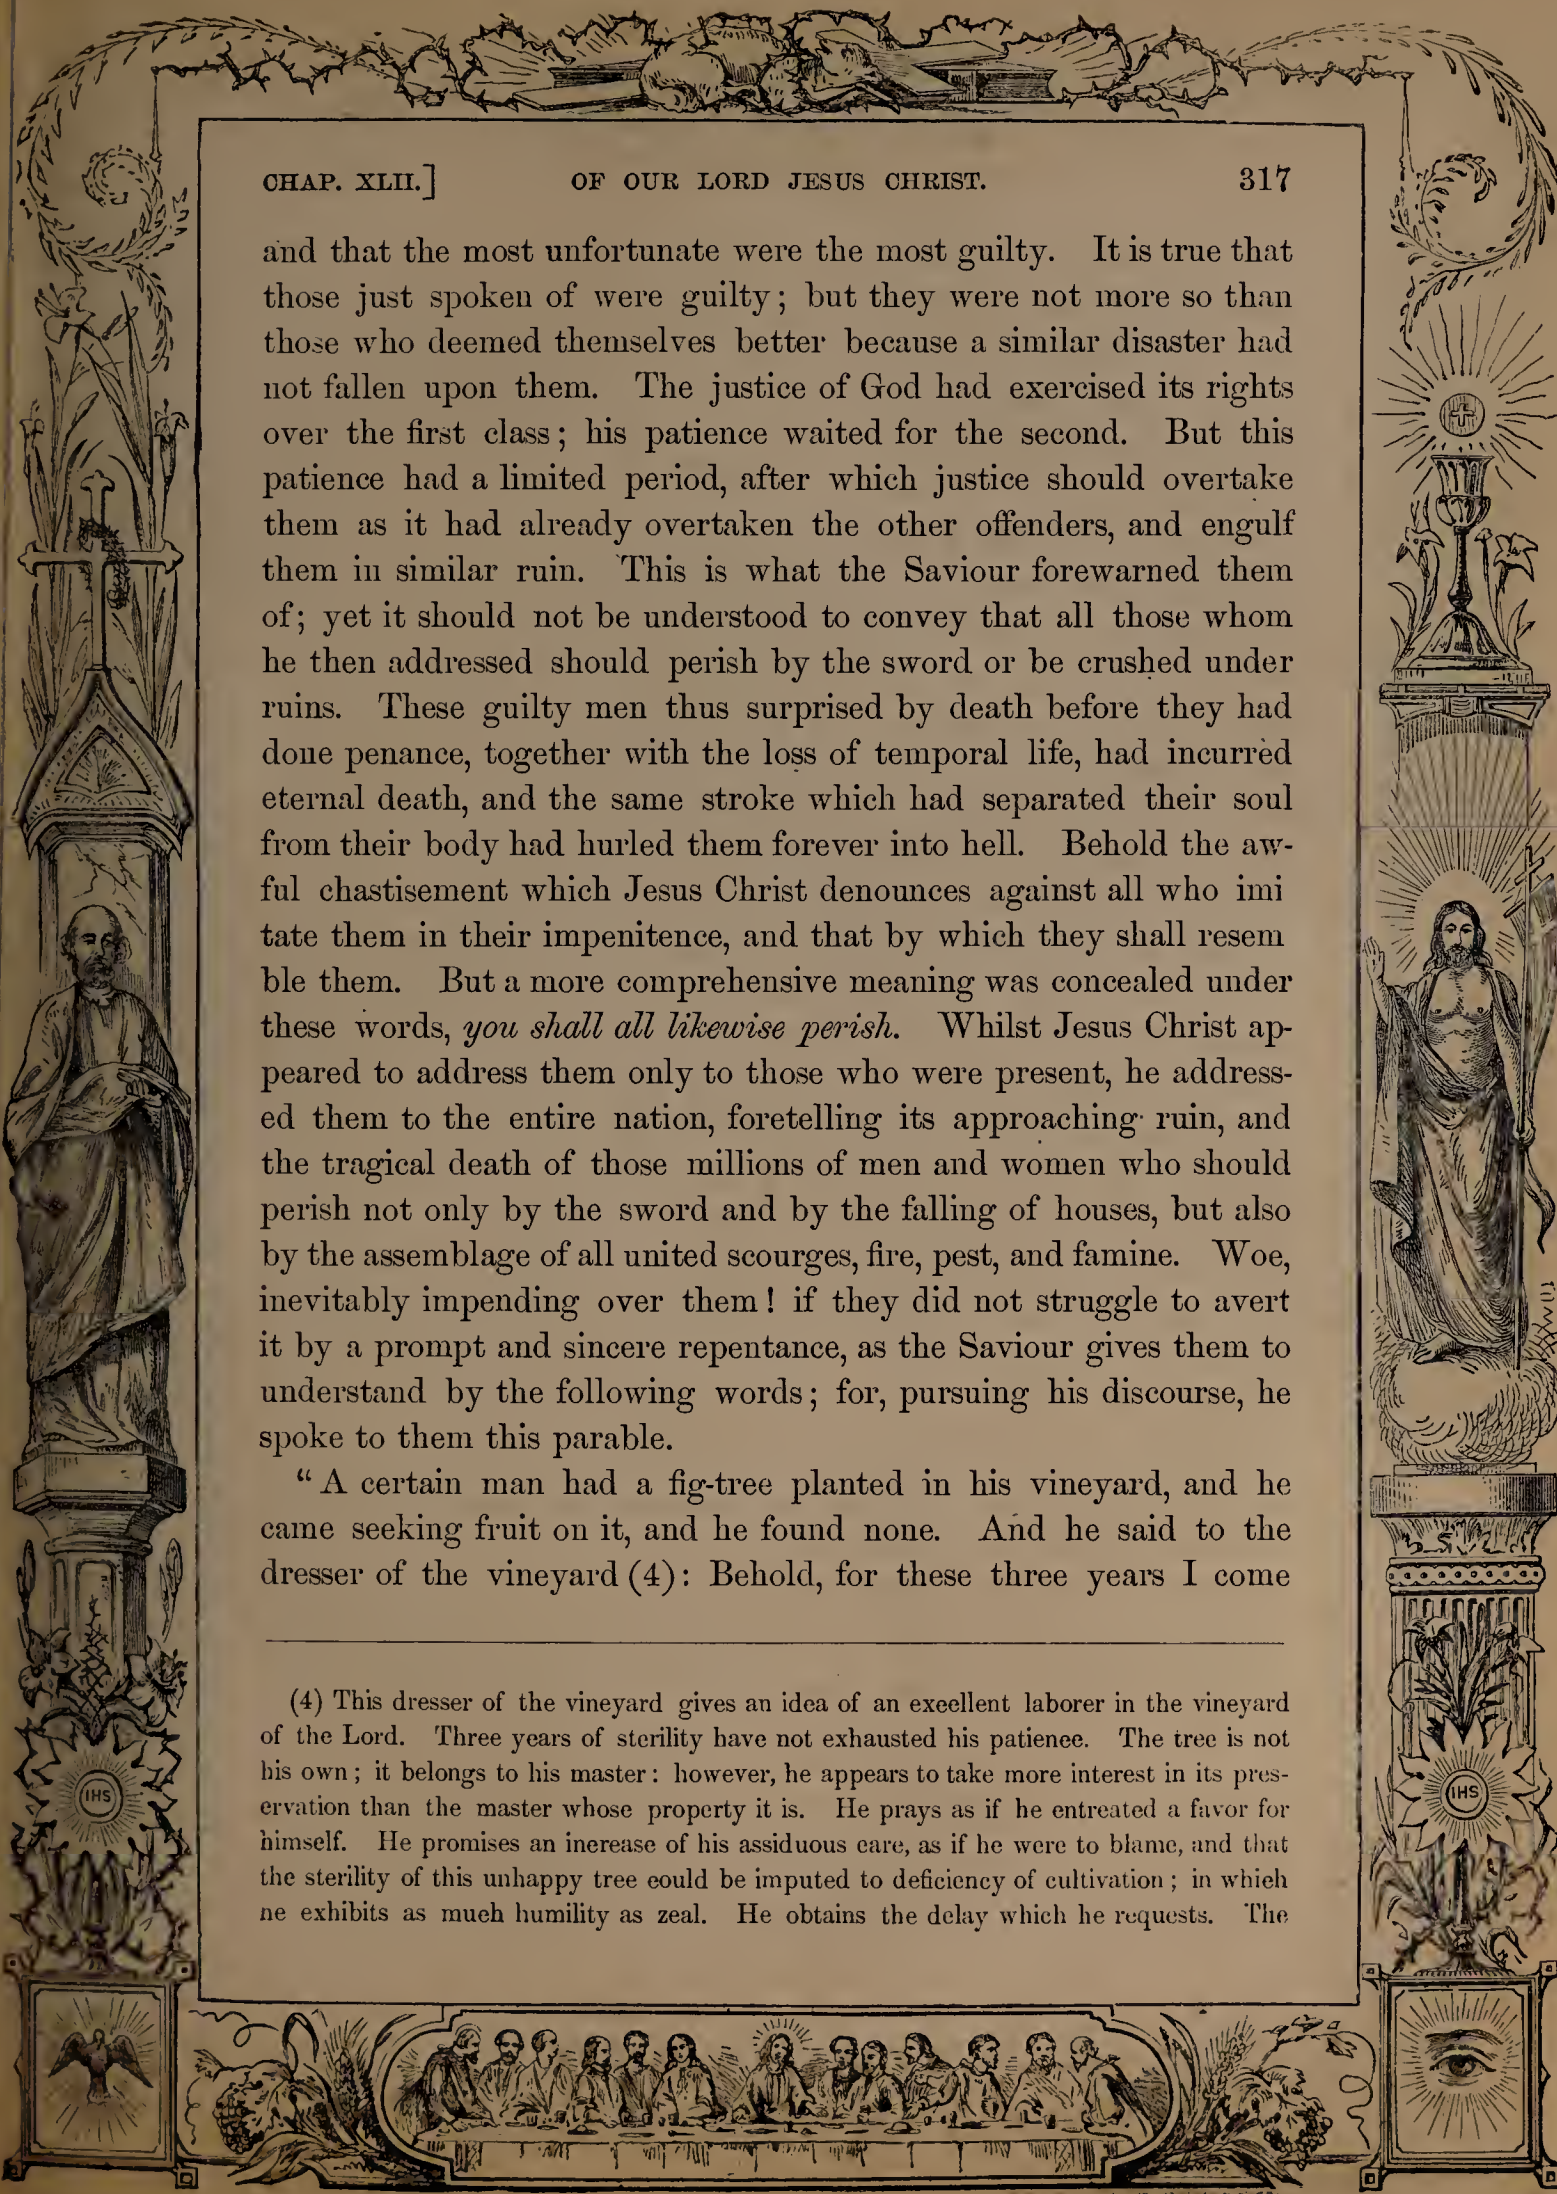 CHAP. XLII.] OF OUR LORD JESUS CHRIST. 317
and that the most unfortunate were the most guilty. It is true that
those just spoken of were guilty; but they were not more so than
those who deemed themselves better because a similar disaster had
not fallen upon them. The justice of God had exercised its rights
over the first class; his patience waited for the second. But this
patience had a limited period, after which justice should overtake
them as it had already overtaken the other offenders, and engulf
them in similar ruin. This is what the Saviour forewarned them
of; yet it should not be understood to convey that all those whom
he then addressed should perish by the sword or be crushed under
ruins. These guilty men thus surprised by death before they had
done penance, together with the loss of temporal life, had incurred
eternal death, and the same stroke which had separated their soul
from their body had hurled them forever into hell. Behold the aw-
ful chastisement which Jesus Christ denounces against all who imi
tate them in their impenitence, and that by which they shall resem
ble them. But a more comprehensive meaning was concealed under
these words, you shall all likewise perish. Whilst Jesus Christ ap-
peared to address them only to those who were present, he address-
ed them to the entire nation, foretelling its approaching ruin, and
the tragical death of those millions of men and women who should
perish not only by the sword and by the falling of houses, but also
by the assemblage of all united scourges, fire, pest, and famine. Woe,
inevitably impending over them! if they did not struggle to avert
it by a prompt and sincere repentance, as the Saviour gives them to
understand by the following words; for, pursuing his discourse, he
spoke to them this parable.
"A certain man had a fig-tree planted in his vineyard, and he
came seeking fruit on it, and he found none. And he said to the
dresser of the vineyard (4): Behold, for these three years I come
(4) This dresser of the vineyard gives an idea of an excellent laborer in the vineyard
of the Lord. Three years of sterility have not exhausted his patience. The tree is not
his own; it belongs to his master: however, he appears to take more interest in its pres-
ervation than the master whose property it is. He prays as if he entreated a favor for
himself. He promises an increase of his assiduous care, as if he were to blame, and that
the sterility of this unhappy tree could be imputed to deficiency of cultivation; in which
he exhibits as much humility as zeal. He obtains the delay which he requests. The
IHS
IHS